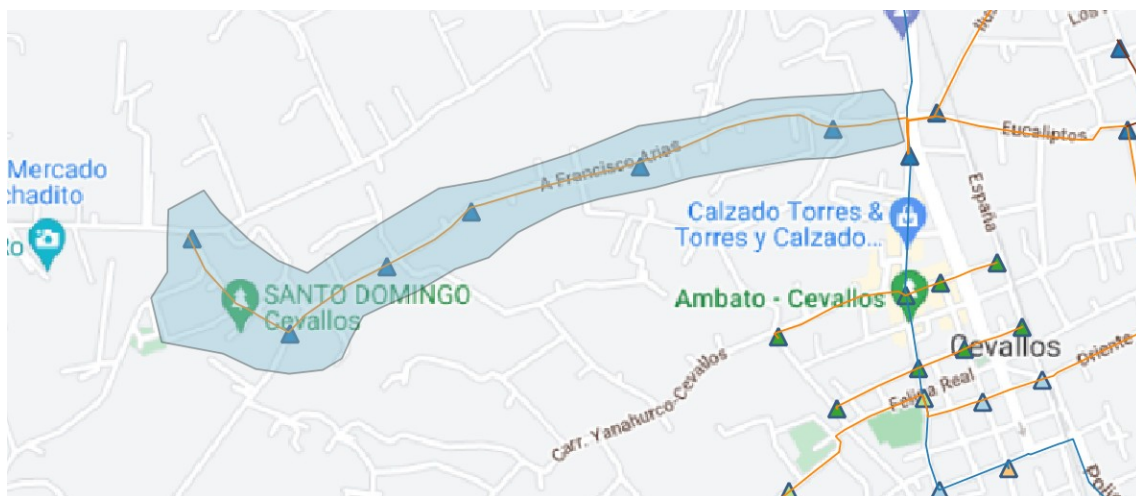 Eucaliptos
A Francisco Arias
España
Mercado
chadito
Calzado Torres &
Torres y Calzado...
SANTO DOMINGO
Cevallos
Ambato - Cevallos
Cevallos
Oriente
Felipa Real
Carr. Yanahurco-Cevallos